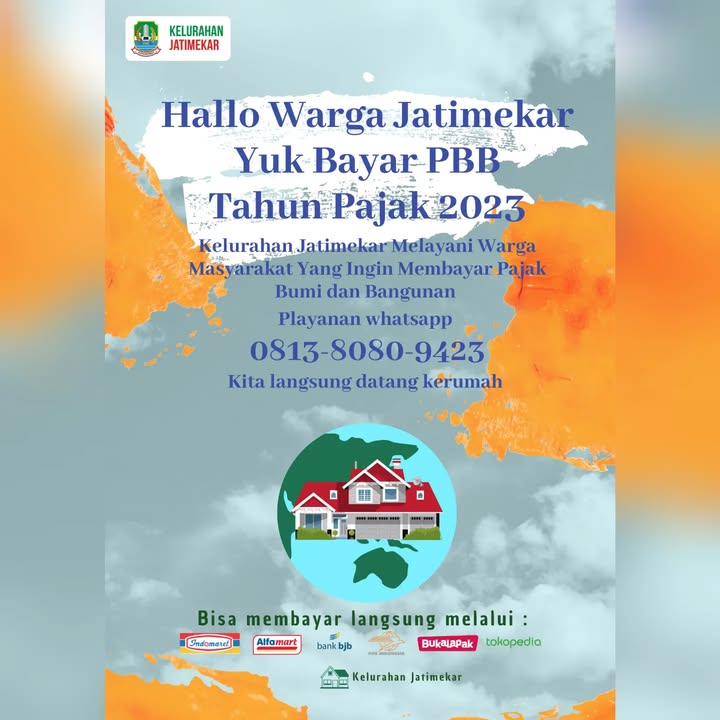 KELURAHAN
JATIMEKAR
Hallo Warga Jatimekar
Yuk Bayar PBB
Tahun Pajak 2023
Kelurahan Jatimekar Melayani Warga
Masyarakat Yang Ingin Membayar Pajak
Bumi dan Bangunan
Playanan whatsapp
0813-8080-9423
Kita langsung datang kerumah
Bisa membayar langsung melalui :
Indomaret Alfamart bank bjb POS INDONESIA BukaLapak tokopedia
Kelurahan Jatimekar